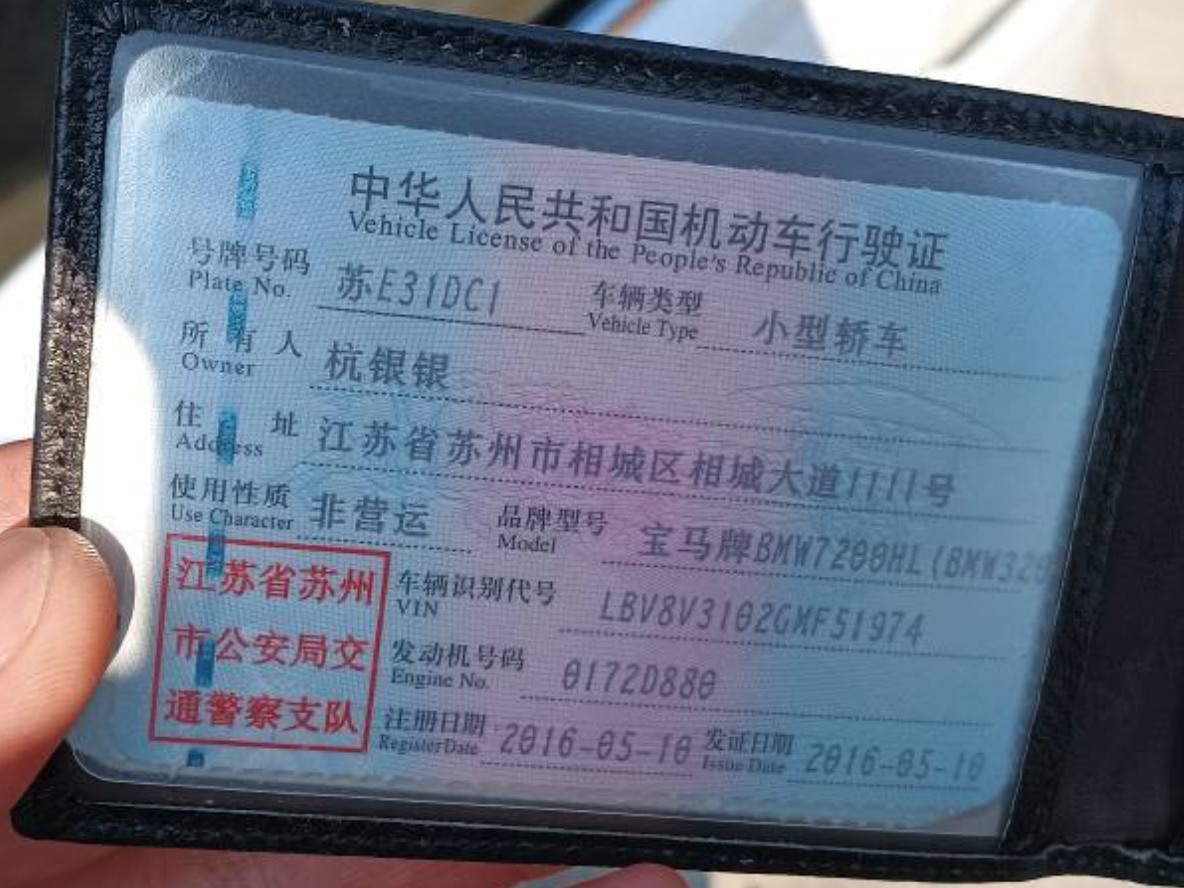 中华人民共和国机动车行驶证
Vehicle License of the People's Republic of China
号牌号码 苏E31DC1 车辆类型 小型轿车
Plate No. Vehicle Type
所有人 杭银银
Owner
住址 江苏省苏州市相城区相城大道1111号
Address
使用性质 非营运 品牌型号 宝马牌BMW7200HL(BMW320
Use Character Model
江苏省苏州
市公安局交
通警察支队
车辆识别代号 LBV8V3102GMF51974
VIN
发动机号码 0172D880
Engine No.
注册日期 2016-05-10 发证日期 2016-05-10
Register Date Issue Date